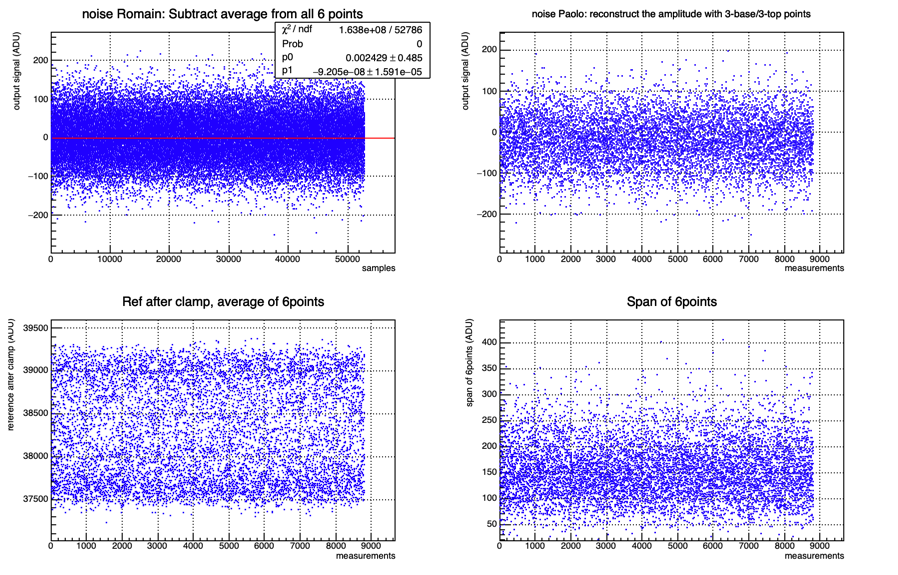 noise Romain: Subtract average from all 6 points
χ² / ndf 1.638e+08 / 52786
Prob 0
p0 0.002429 ± 0.485
p1 −9.205e−08 ± 1.591e−05
output signal (ADU)
200
100
0
−100
−200
0 10000 20000 30000 40000 50000
samples
noise Paolo: reconstruct the amplitude with 3-base/3-top points
output signal (ADU)
200
100
0
−100
−200
0 1000 2000 3000 4000 5000 6000 7000 8000 9000
measurements
Ref after clamp, average of 6points
reference after clamp (ADU)
39500
39000
38500
38000
37500
0 1000 2000 3000 4000 5000 6000 7000 8000 9000
measurements
Span of 6points
span of 6points (ADU)
400
350
300
250
200
150
100
50
0 1000 2000 3000 4000 5000 6000 7000 8000 9000
measurements